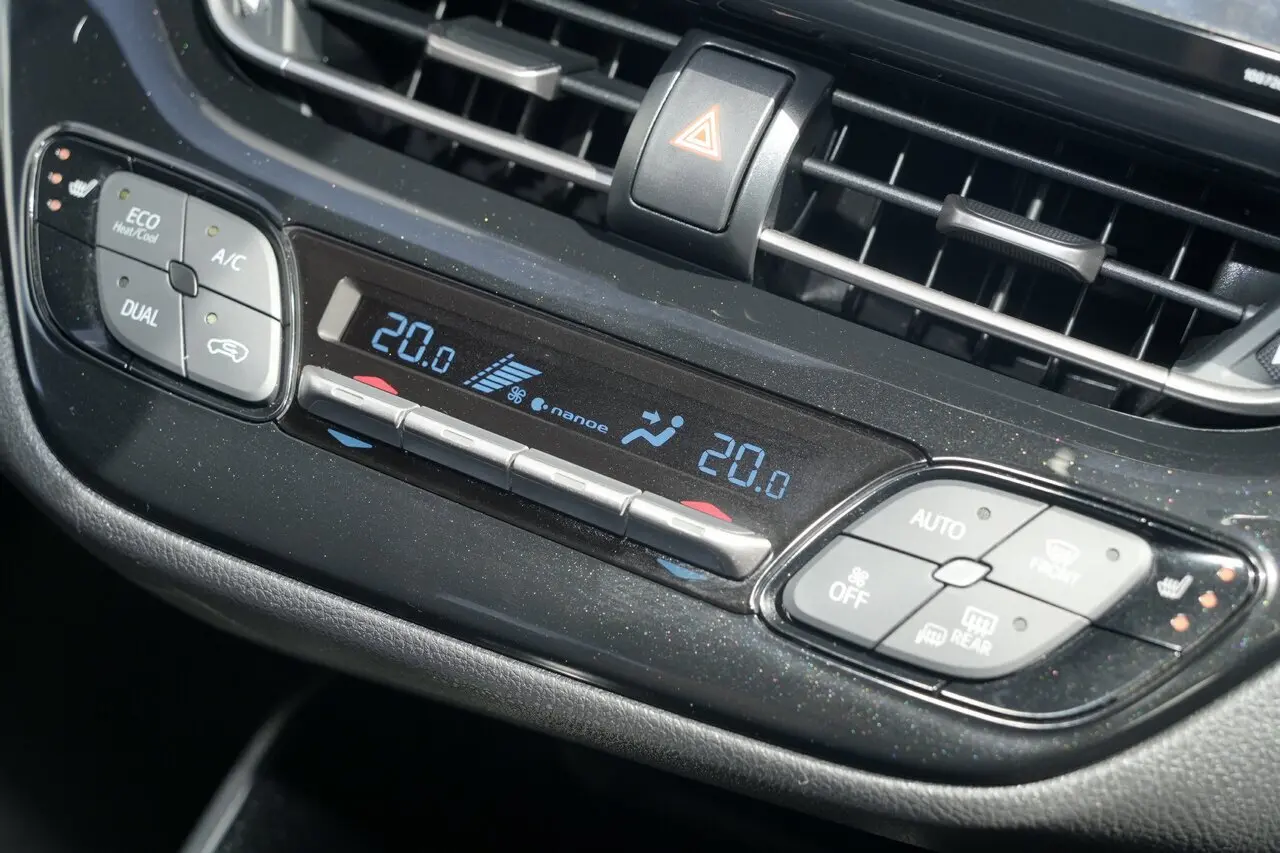 ECO
Heat/Cool
A/C
DUAL
20.0
nanoe
20.0
AUTO
FRONT
OFF
REAR